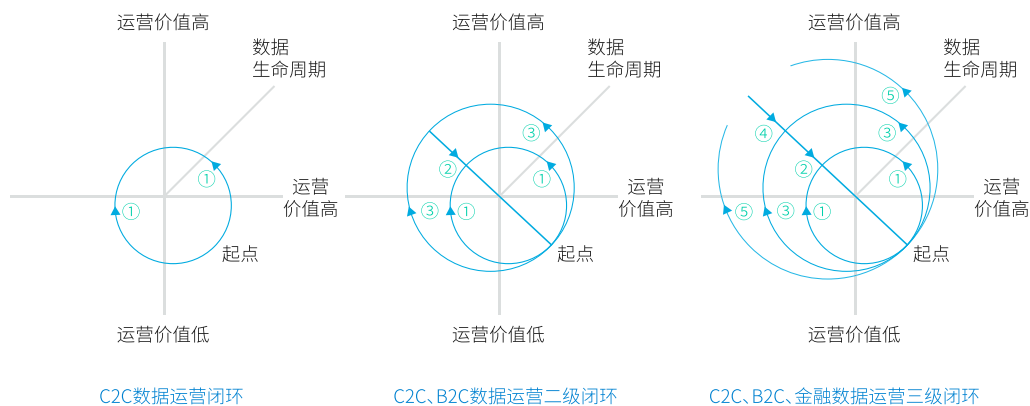 运营价值高
数据
生命周期
①
①
运营
价值高
起点
运营价值低
C2C数据运营闭环
运营价值高
数据
生命周期
③
②
①
③
①
运营
价值高
起点
运营价值低
C2C、B2C数据运营二级闭环
运营价值高
数据
生命周期
⑤
④
③
②
①
⑤
③
①
运营
价值高
起点
运营价值低
C2C、B2C、金融数据运营三级闭环